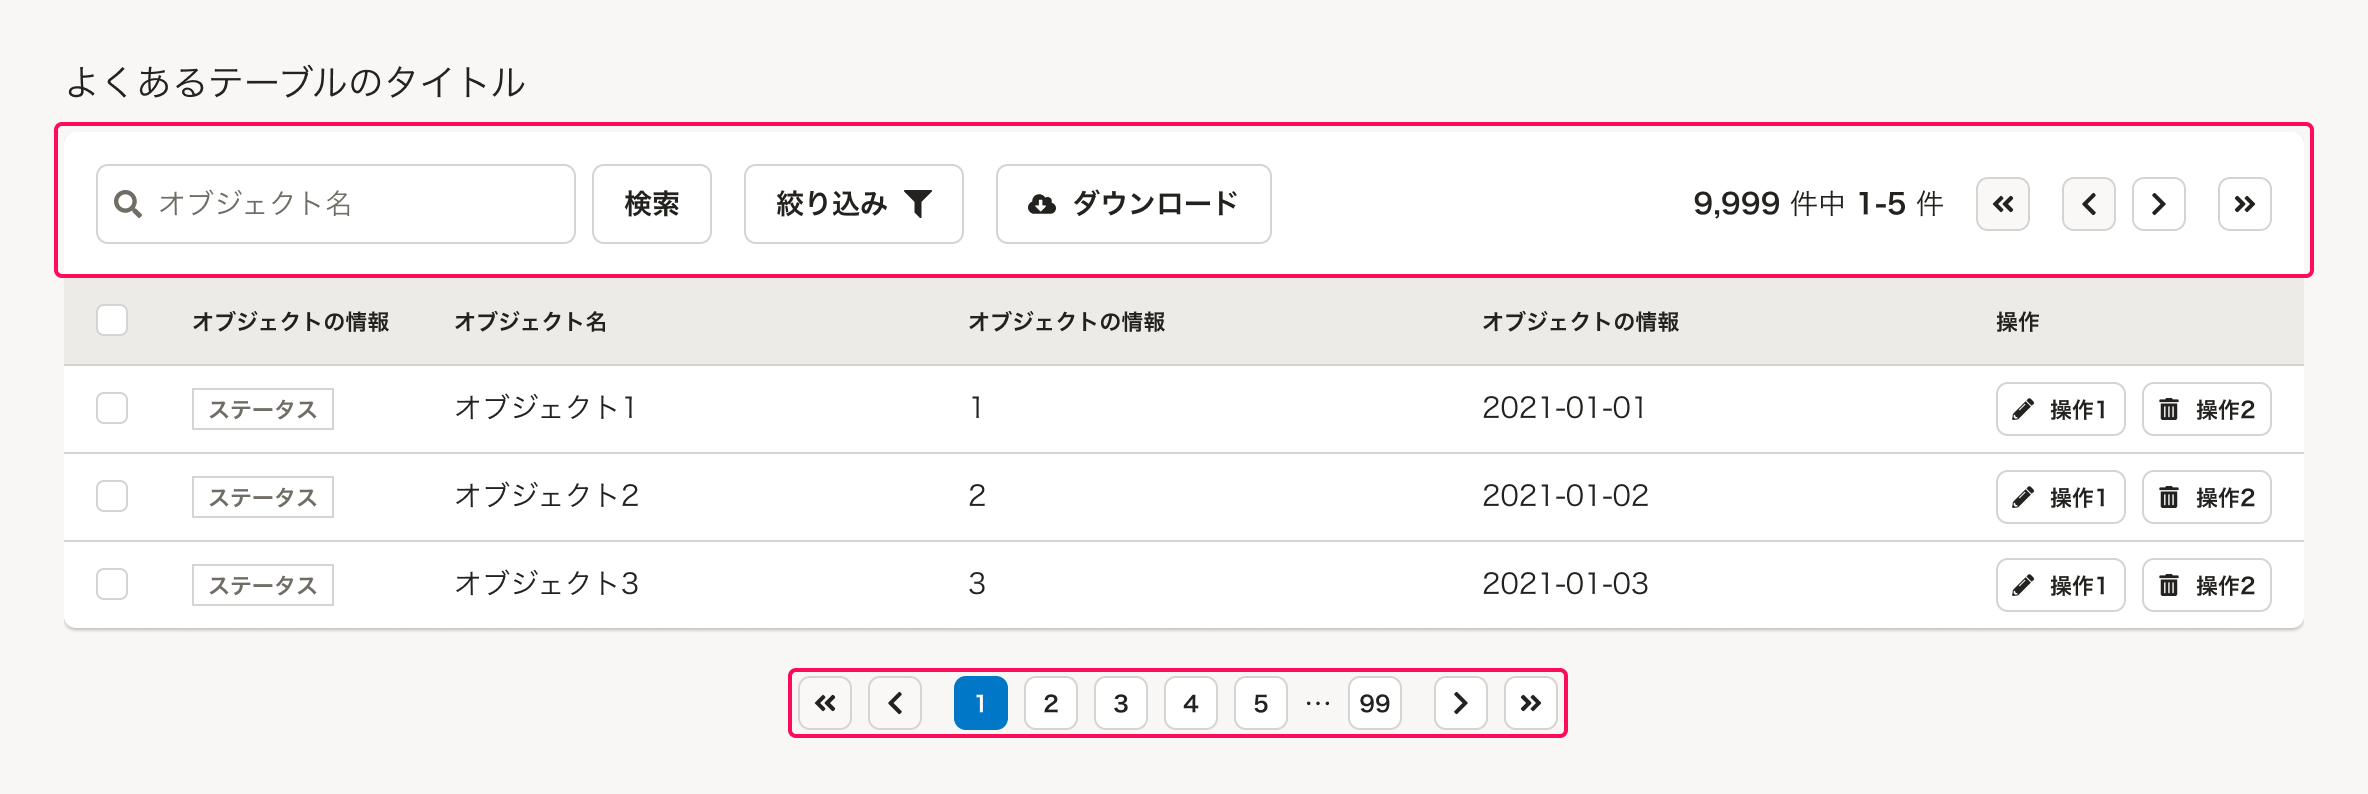 よくあるテーブルのタイトル
オブジェクト名 検索 絞り込み ダウンロード 9,999 件中 1-5 件
オブジェクトの情報 オブジェクト名 オブジェクトの情報 オブジェクトの情報 操作
ステータス オブジェクト1 1 2021-01-01 操作1 操作2
ステータス オブジェクト2 2 2021-01-02 操作1 操作2
ステータス オブジェクト3 3 2021-01-03 操作1 操作2
1 2 3 4 5 … 99